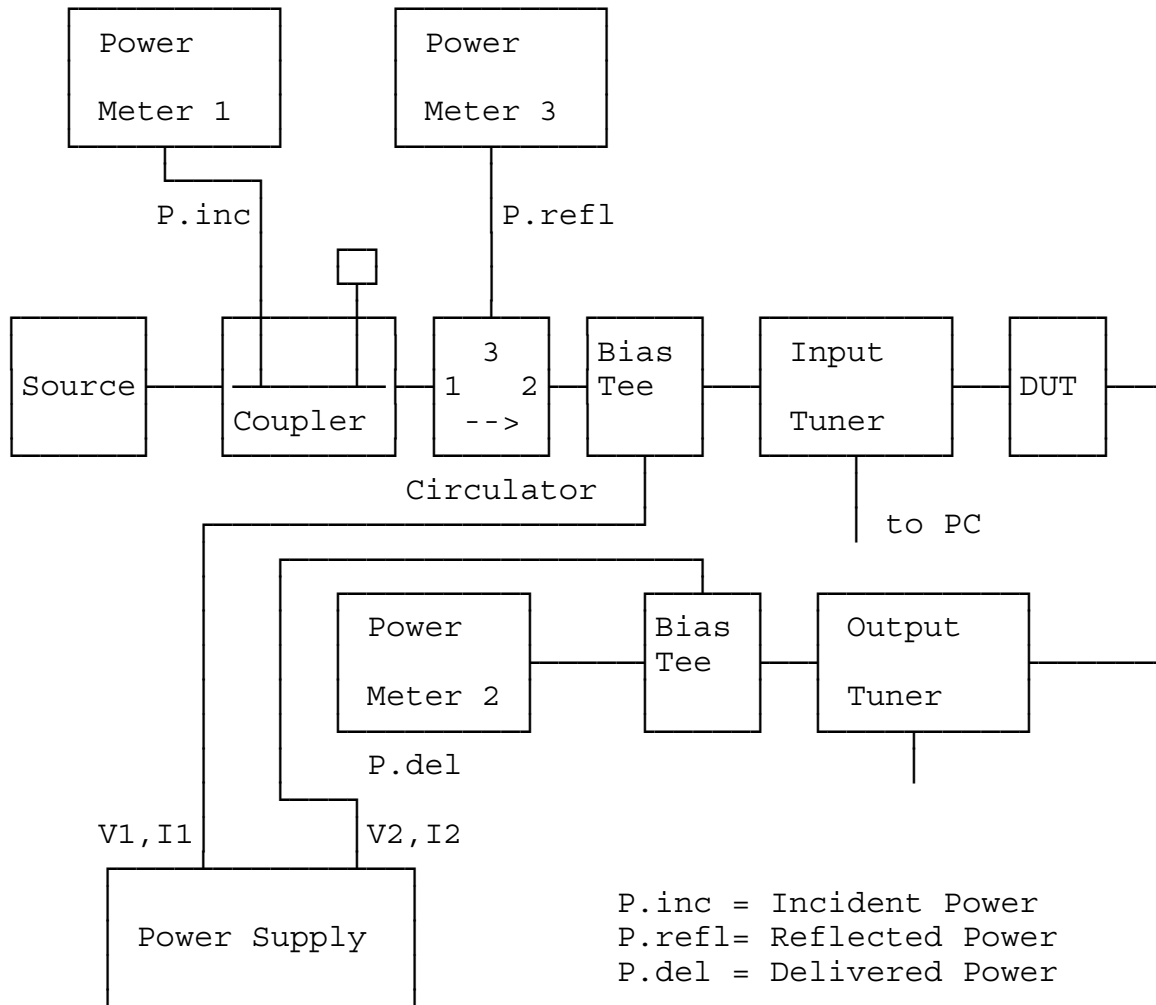 Power
Meter 1
Power
Meter 3
P.inc
P.refl
Source
Coupler
3
1 2
-->
Circulator
Bias
Tee
Input
Tuner
to PC
DUT
Power
Meter 2
P.del
Bias
Tee
Output
Tuner
V1,I1
V2,I2
Power Supply
P.inc = Incident Power
P.refl= Reflected Power
P.del = Delivered Power